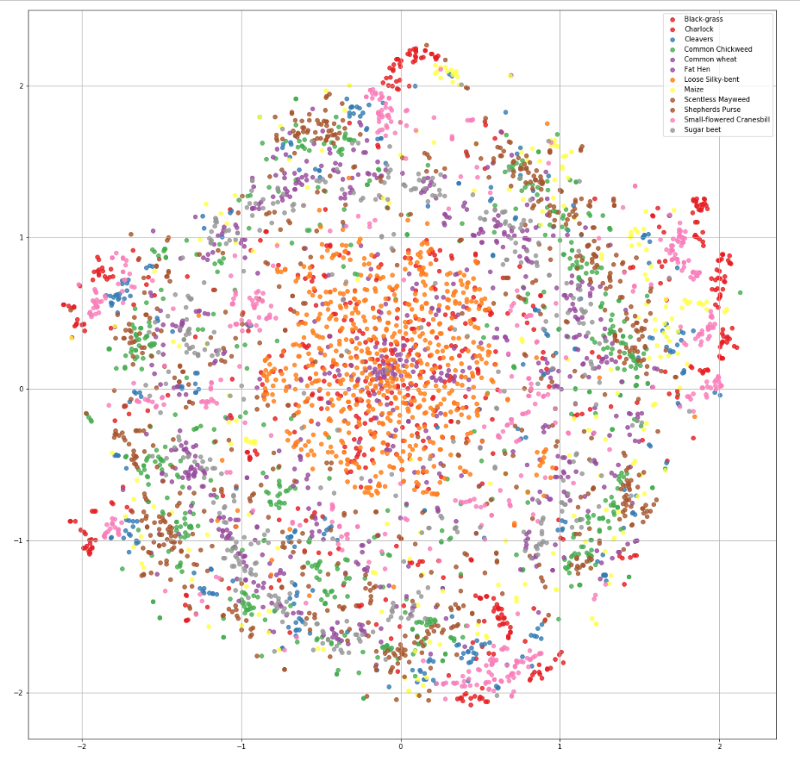 Black-grass
Charlock
Cleavers
Common Chickweed
Common wheat
Fat Hen
Loose Silky-bent
Maize
Scentless Mayweed
Shepherds Purse
Small-flowered Cranesbill
Sugar beet
2
1
0
−1
−2
−2
−1
0
1
2